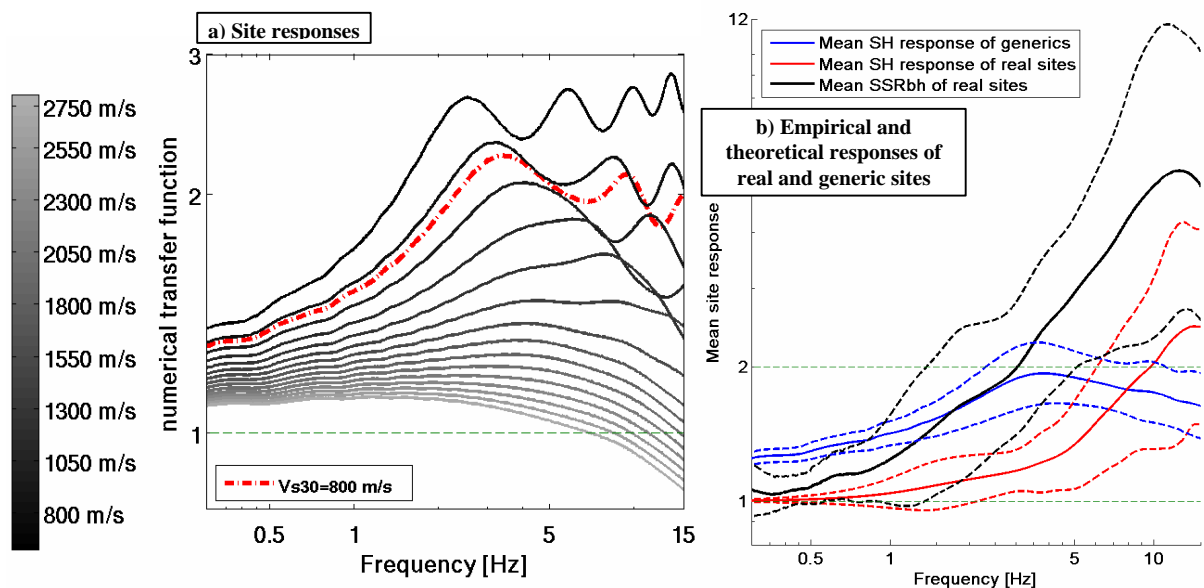 a) Site responses
3
2
1
numerical transfer function
2750 m/s
2550 m/s
2300 m/s
2050 m/s
1800 m/s
1550 m/s
1300 m/s
1050 m/s
800 m/s
Vs30=800 m/s
0.5
1
5
15
Frequency [Hz]
12
2
1
Mean site response
Mean SH response of generics
Mean SH response of real sites
Mean SSRbh of real sites
b) Empirical and
theoretical responses of
real and generic sites
0.5
1
5
10
Frequency [Hz]